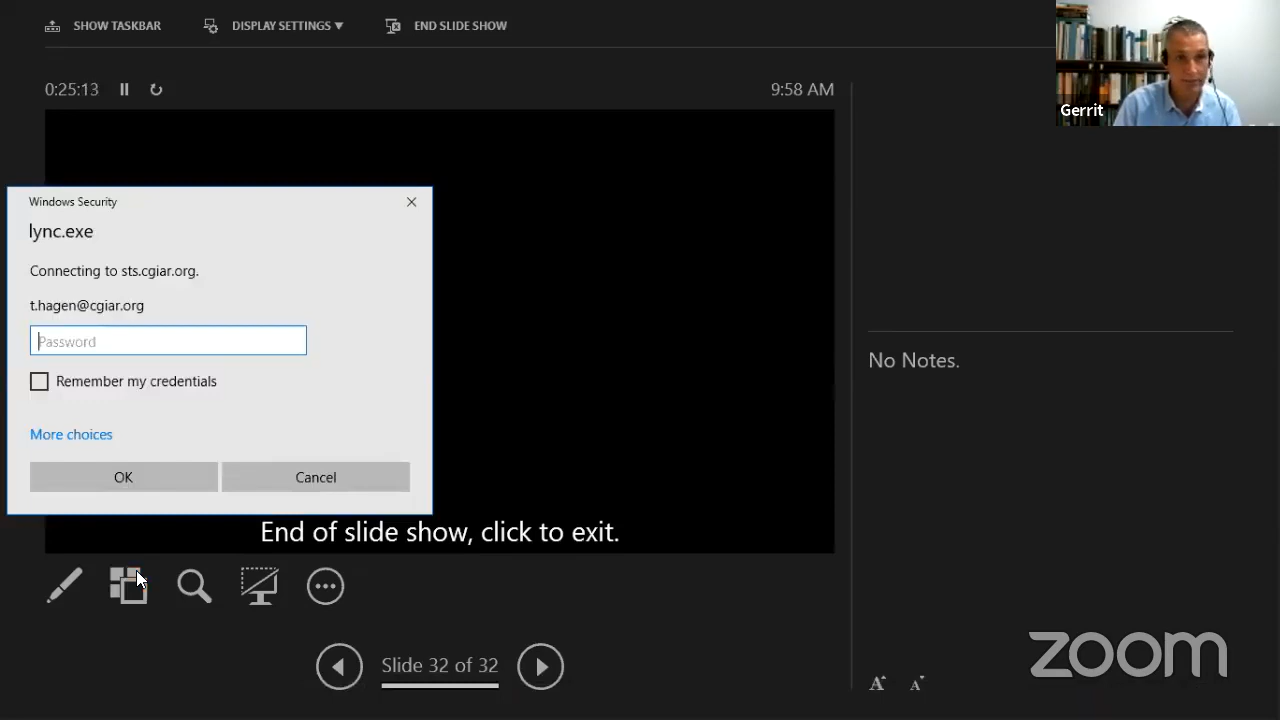 SHOW TASKBAR
DISPLAY SETTINGS ▼
END SLIDE SHOW
0:25:13
9:58 AM
Gerrit
Windows Security
lync.exe
Connecting to sts.cgiar.org.
t.hagen@cgiar.org
Password
Remember my credentials
More choices
OK
Cancel
No Notes.
End of slide show, click to exit.
Slide 32 of 32
A A
zoom